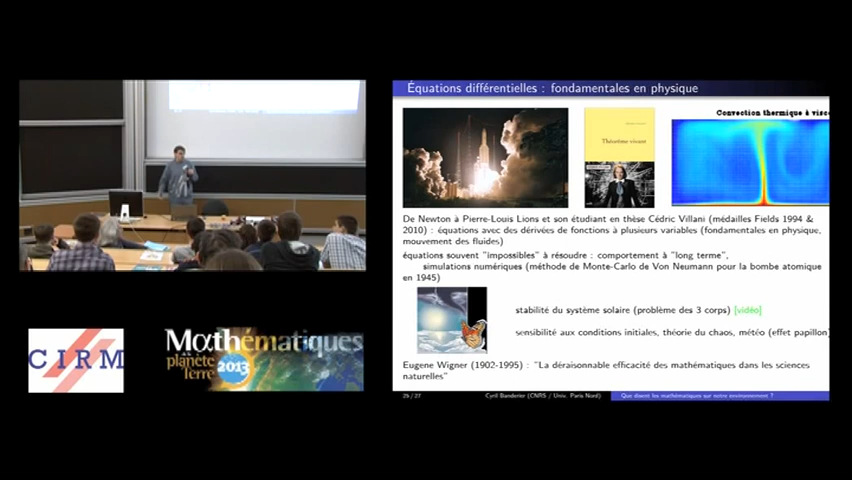 Équations différentielles : fondamentales en physique
Convection thermique à visco
Théorème vivant
De Newton à Pierre-Louis Lions et son étudiant en thèse Cédric Villani (médailles Fields 1994 &
2010) : équations avec des dérivées de fonctions à plusieurs variables (fondamentales en physique,
mouvement des fluides)
équations souvent "impossibles" à résoudre : comportement à "long terme",
simulations numériques (méthode de Monte-Carlo de Von Neumann pour la bombe atomique
en 1945)
stabilité du système solaire (problème des 3 corps) [vidéo]
sensibilité aux conditions initiales, théorie du chaos, météo (effet papillon)
Eugene Wigner (1902-1995) : "La déraisonnable efficacité des mathématiques dans les sciences
naturelles"
25 / 27
Cyril Banderier (CNRS / Univ. Paris Nord)
Que disent les mathématiques sur notre environnement ?
CIRM
Mathématiques
planète
Terre
2013